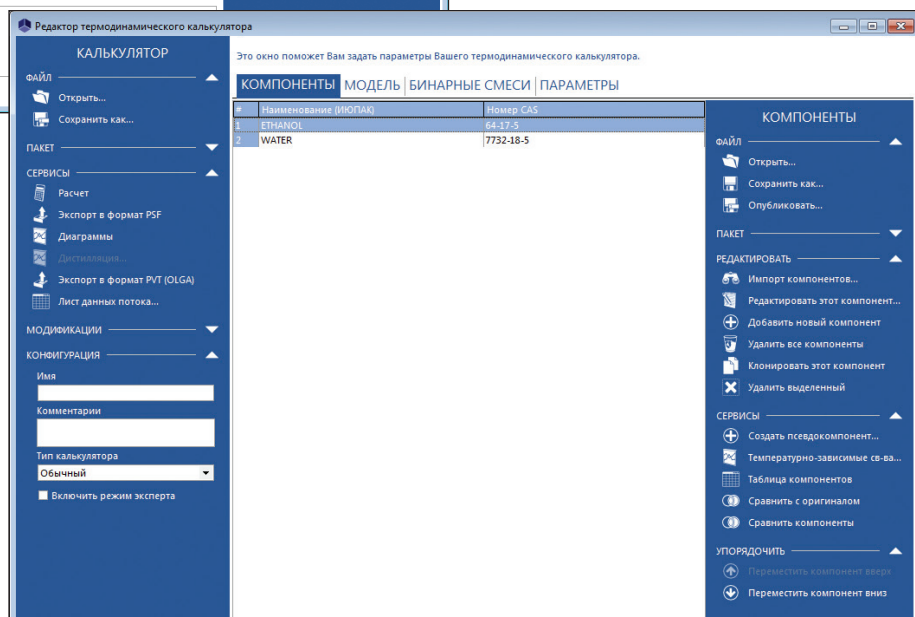 Редактор термодинамического калькулятора
КАЛЬКУЛЯТОР
ФАЙЛ
Открыть...
Сохранить как...
ПАКЕТ
СЕРВИСЫ
Расчет
Экспорт в формат PSF
Диаграммы
Дистилляция...
Экспорт в формат PVT (OLGA)
Лист данных потока...
МОДИФИКАЦИИ
КОНФИГУРАЦИЯ
Имя
Комментарии
Тип калькулятора
Обычный
Включить режим эксперта
Это окно поможет Вам задать параметры Вашего термодинамического калькулятора.
КОМПОНЕНТЫ МОДЕЛЬ БИНАРНЫЕ СМЕСИ ПАРАМЕТРЫ
# Наименование (ИЮПАК) Номер CAS
1 ETHANOL 64-17-5
2 WATER 7732-18-5
КОМПОНЕНТЫ
ФАЙЛ
Открыть...
Сохранить как...
Опубликовать...
ПАКЕТ
РЕДАКТИРОВАТЬ
Импорт компонентов...
Редактировать этот компонент...
Добавить новый компонент
Удалить все компоненты
Клонировать этот компонент
Удалить выделенный
СЕРВИСЫ
Создать псевдокомпонент...
Температурно-зависимые св-ва...
Таблица компонентов
Сравнить с оригиналом
Сравнить компоненты
УПОРЯДОЧИТЬ
Переместить компонент вверх
Переместить компонент вниз